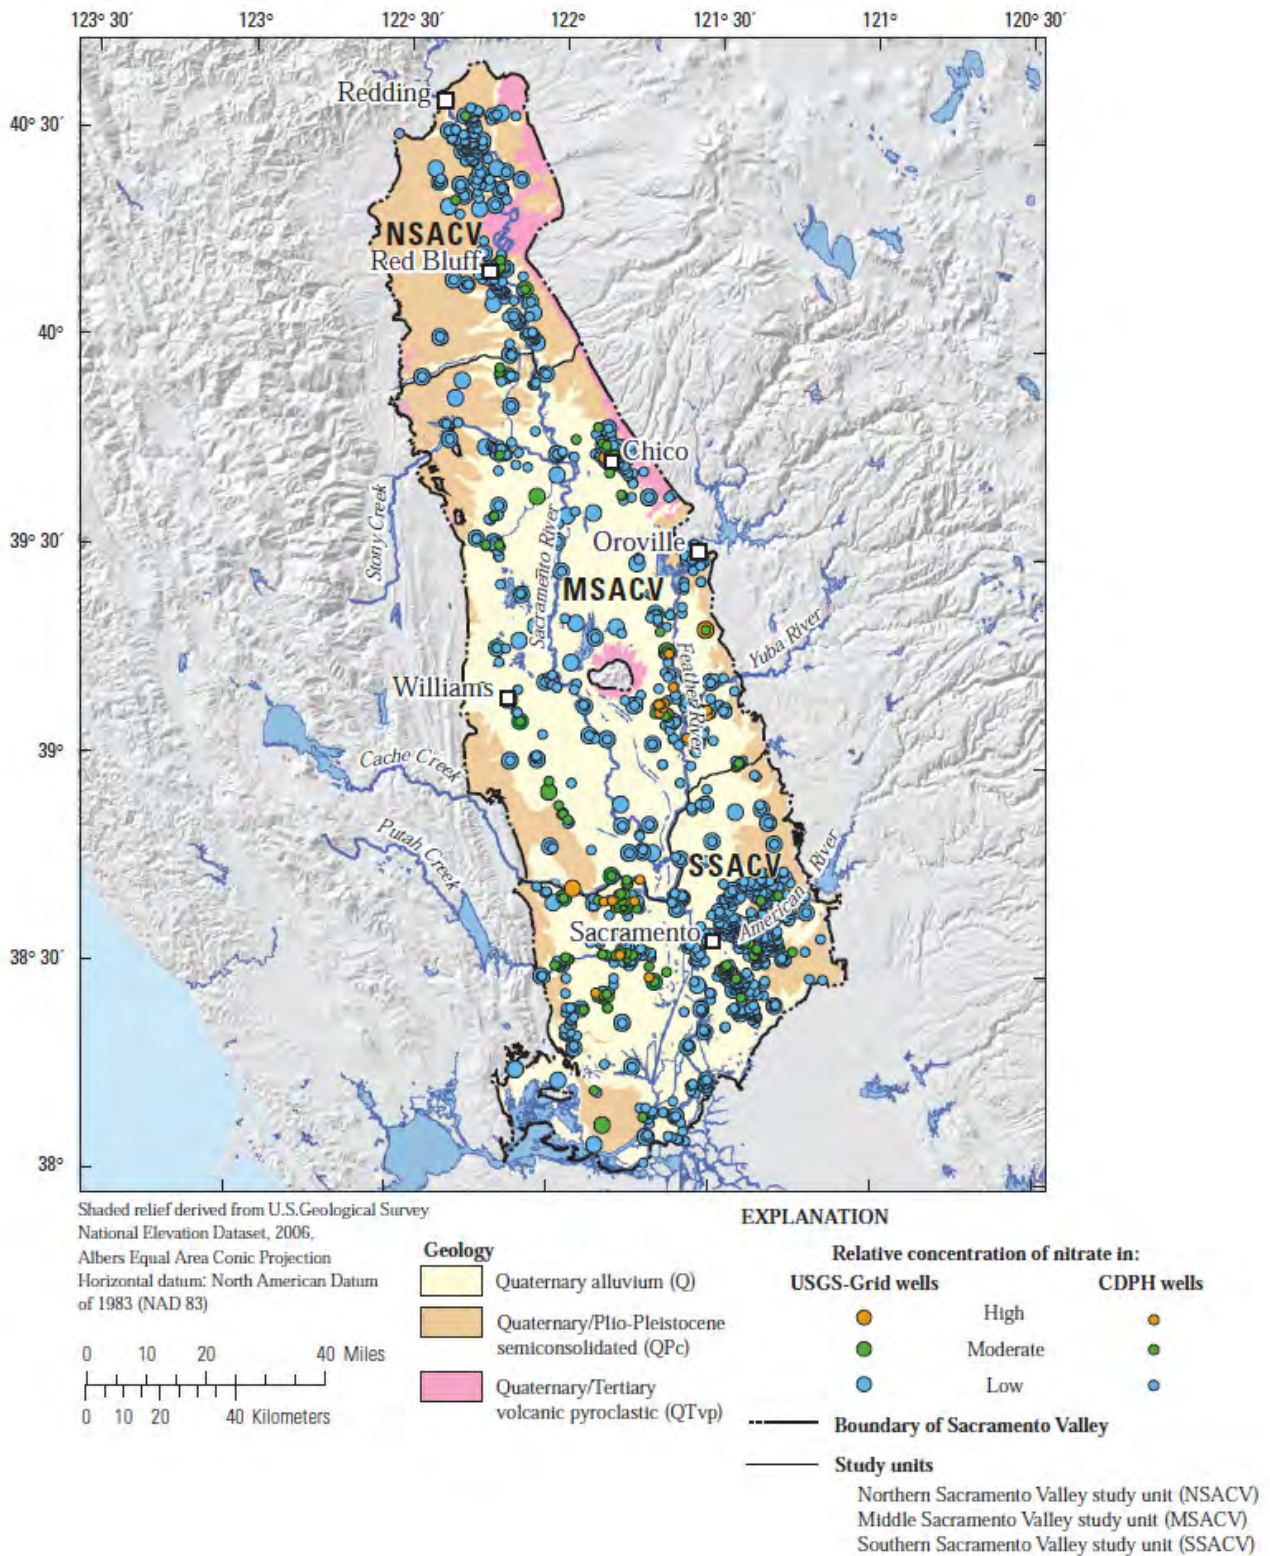 123° 30′ 123° 122° 30′ 122° 121° 30′ 121° 120° 30′
Redding
40° 30′
NSACV
Red Bluff
40°
Chico
Stony Creek
Sacramento River
39° 30′
Oroville
MSACV
Yuba River
Feather River
Williams
39°
Cache Creek
Putah Creek
SSACV
American River
Sacramento
38° 30′
38°
Shaded relief derived from U.S.Geological Survey
National Elevation Dataset, 2006,
Albers Equal Area Conic Projection
Horizontal datum: North American Datum
of 1983 (NAD 83)
0 10 20 40 Miles
0 10 20 40 Kilometers
Geology
Quaternary alluvium (Q)
Quaternary/Plio-Pleistocene
semiconsolidated (QPc)
Quaternary/Tertiary
volcanic pyroclastic (QTvp)
EXPLANATION
Relative concentration of nitrate in:
USGS-Grid wells CDPH wells
High
Moderate
Low
Boundary of Sacramento Valley
Study units
Northern Sacramento Valley study unit (NSACV)
Middle Sacramento Valley study unit (MSACV)
Southern Sacramento Valley study unit (SSACV)